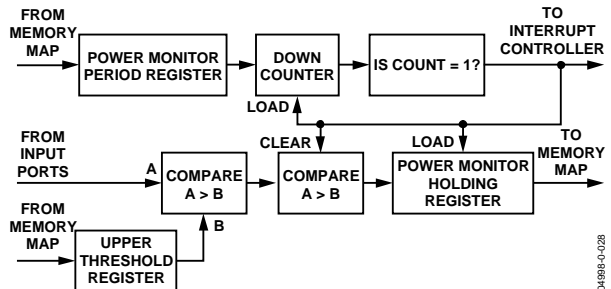 FROM
MEMORY
MAP
POWER MONITOR
PERIOD REGISTER
DOWN
COUNTER
IS COUNT = 1?
TO
INTERRUPT
CONTROLLER
LOAD
FROM
INPUT
PORTS
A
COMPARE
A > B
CLEAR
COMPARE
A > B
LOAD
POWER MONITOR
HOLDING
REGISTER
TO
MEMORY
MAP
FROM
MEMORY
MAP
B
UPPER
THRESHOLD
REGISTER
04998-0-028